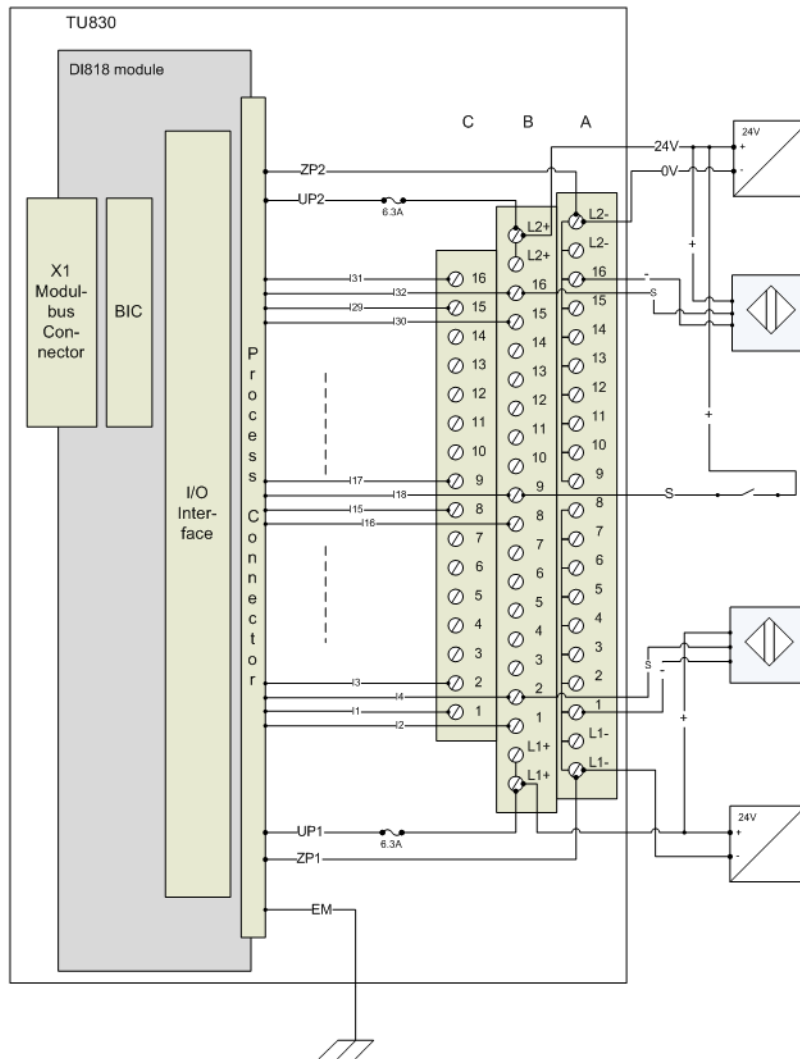 TU830
DI818 module
C B A
24V
24V
+
0V
-
ZP2
UP2
6.3A
L2+
L2-
L2+
L2-
+
X1
Modul-
bus
Con-
nector
BIC
I31
16
16
16
-
I32
S
I29
15
15
15
I30
14
14
14
13
13
13
12
12
12
+
11
11
11
10
10
10
Process Connector
I/O
Inter-
face
I17
9
9
9
I18
S
I15
8
8
8
I16
7
7
7
6
6
6
5
5
5
4
4
4
3
3
3
S
-
I3
2
2
2
I4
I1
1
1
1
I2
+
L1+
L1-
L1+
L1-
24V
UP1
6.3A
+
ZP1
-
EM